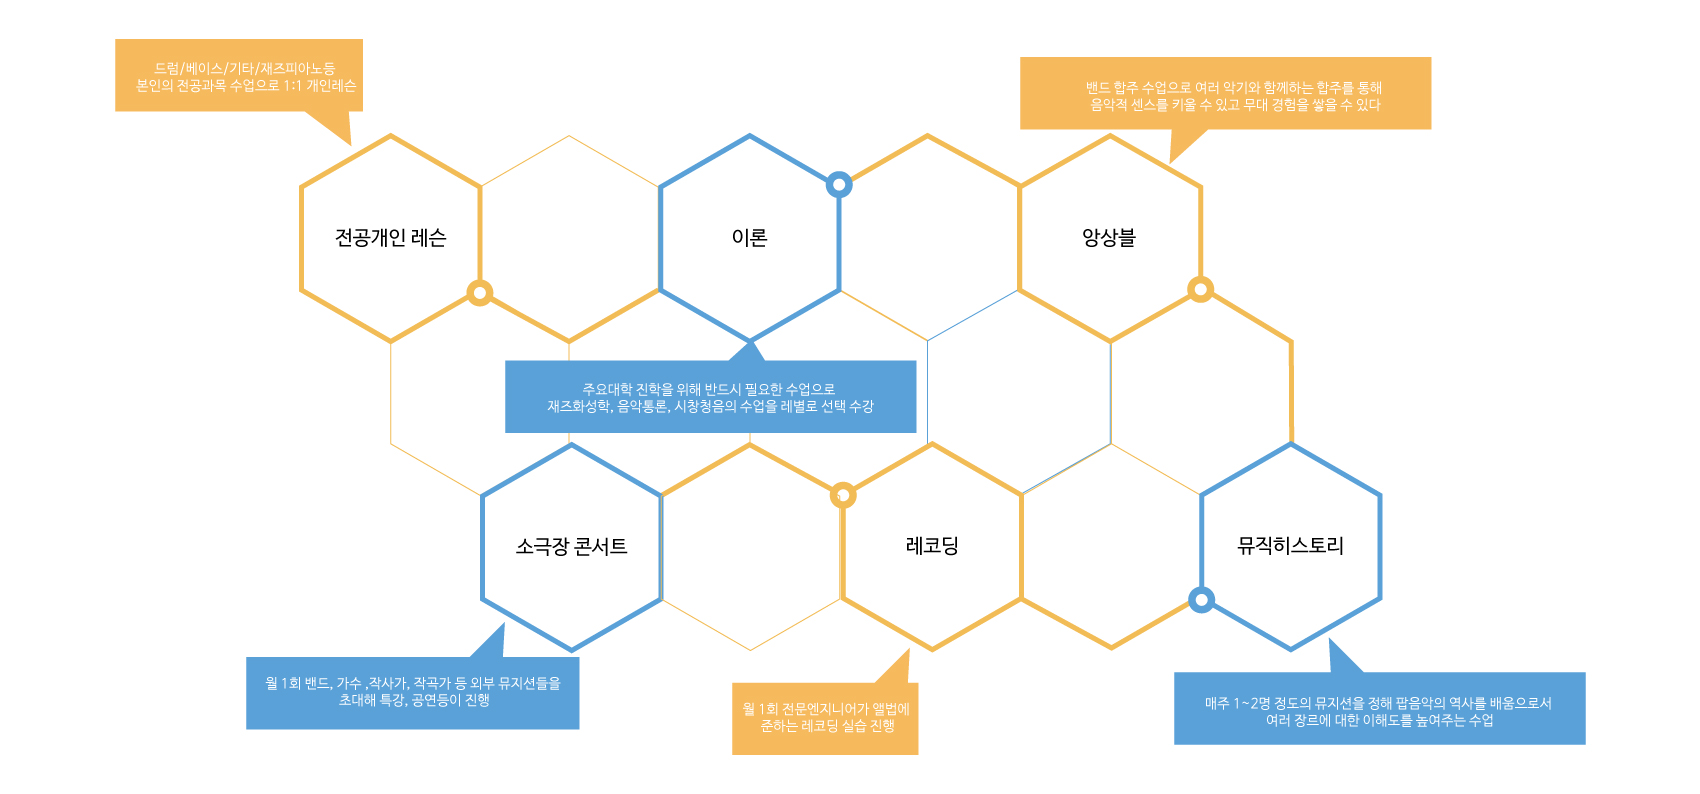 드럼/베이스/기타/재즈피아노등
본인의 전공과목 수업으로 1:1 개인레슨
밴드 합주 수업으로 여러 악기와 함께하는 합주를 통해
음악적 센스를 키울 수 있고 무대 경험을 쌓을 수 있다
전공개인 레슨
이론
앙상블
주요대학 진학을 위해 반드시 필요한 수업으로
재즈화성학, 음악통론, 시창청음의 수업을 레벨로 선택 수강
소극장 콘서트
레코딩
뮤직히스토리
월 1회 밴드, 가수 ,작사가, 작곡가 등 외부 뮤지션들을
초대해 특강, 공연등이 진행
월 1회 전문엔지니어가 앨범에
준하는 레코딩 실습 진행
매주 1~2명 정도의 뮤지션을 정해 팝음악의 역사를 배움으로서
여러 장르에 대한 이해도를 높여주는 수업